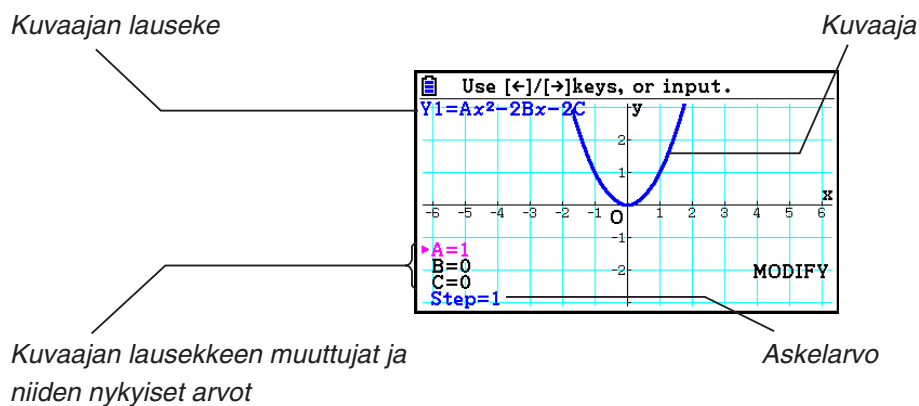 Kuvaajan lauseke
Kuvaaja
Use [←]/[→]keys, or input.
Y1=Ax²-2Bx-2C
y
2
1
x
-6 -5 -4 -3 -2 -1 O 1 2 3 4 5 6
-1
▸A=1
B=0
-2
MODIFY
C=0
Step=1
Kuvaajan lausekkeen muuttujat ja
niiden nykyiset arvot
Askelarvo